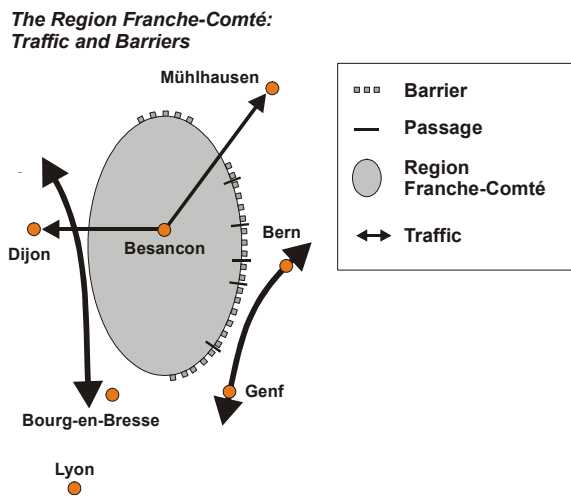 The Region Franche-Comté:
Traffic and Barriers
Mühlhausen
Barrier
Passage
Region
Franche-Comté
Traffic
Dijon
Besancon
Bern
Genf
Bourg-en-Bresse
Lyon